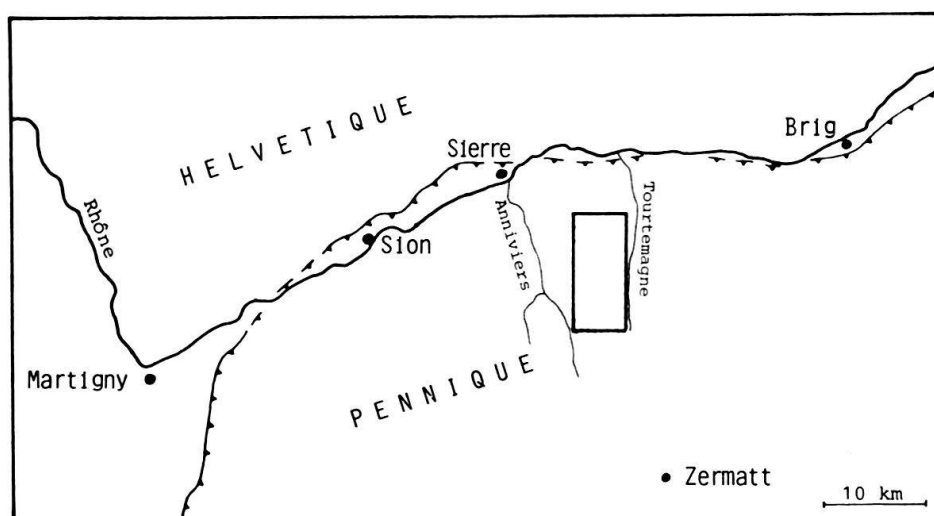 HELVETIQUE
Brig
Sierre
Rhône
Anniviers
Tourtemagne
Sion
Martigny
PENNIQUE
Zermatt
10 km